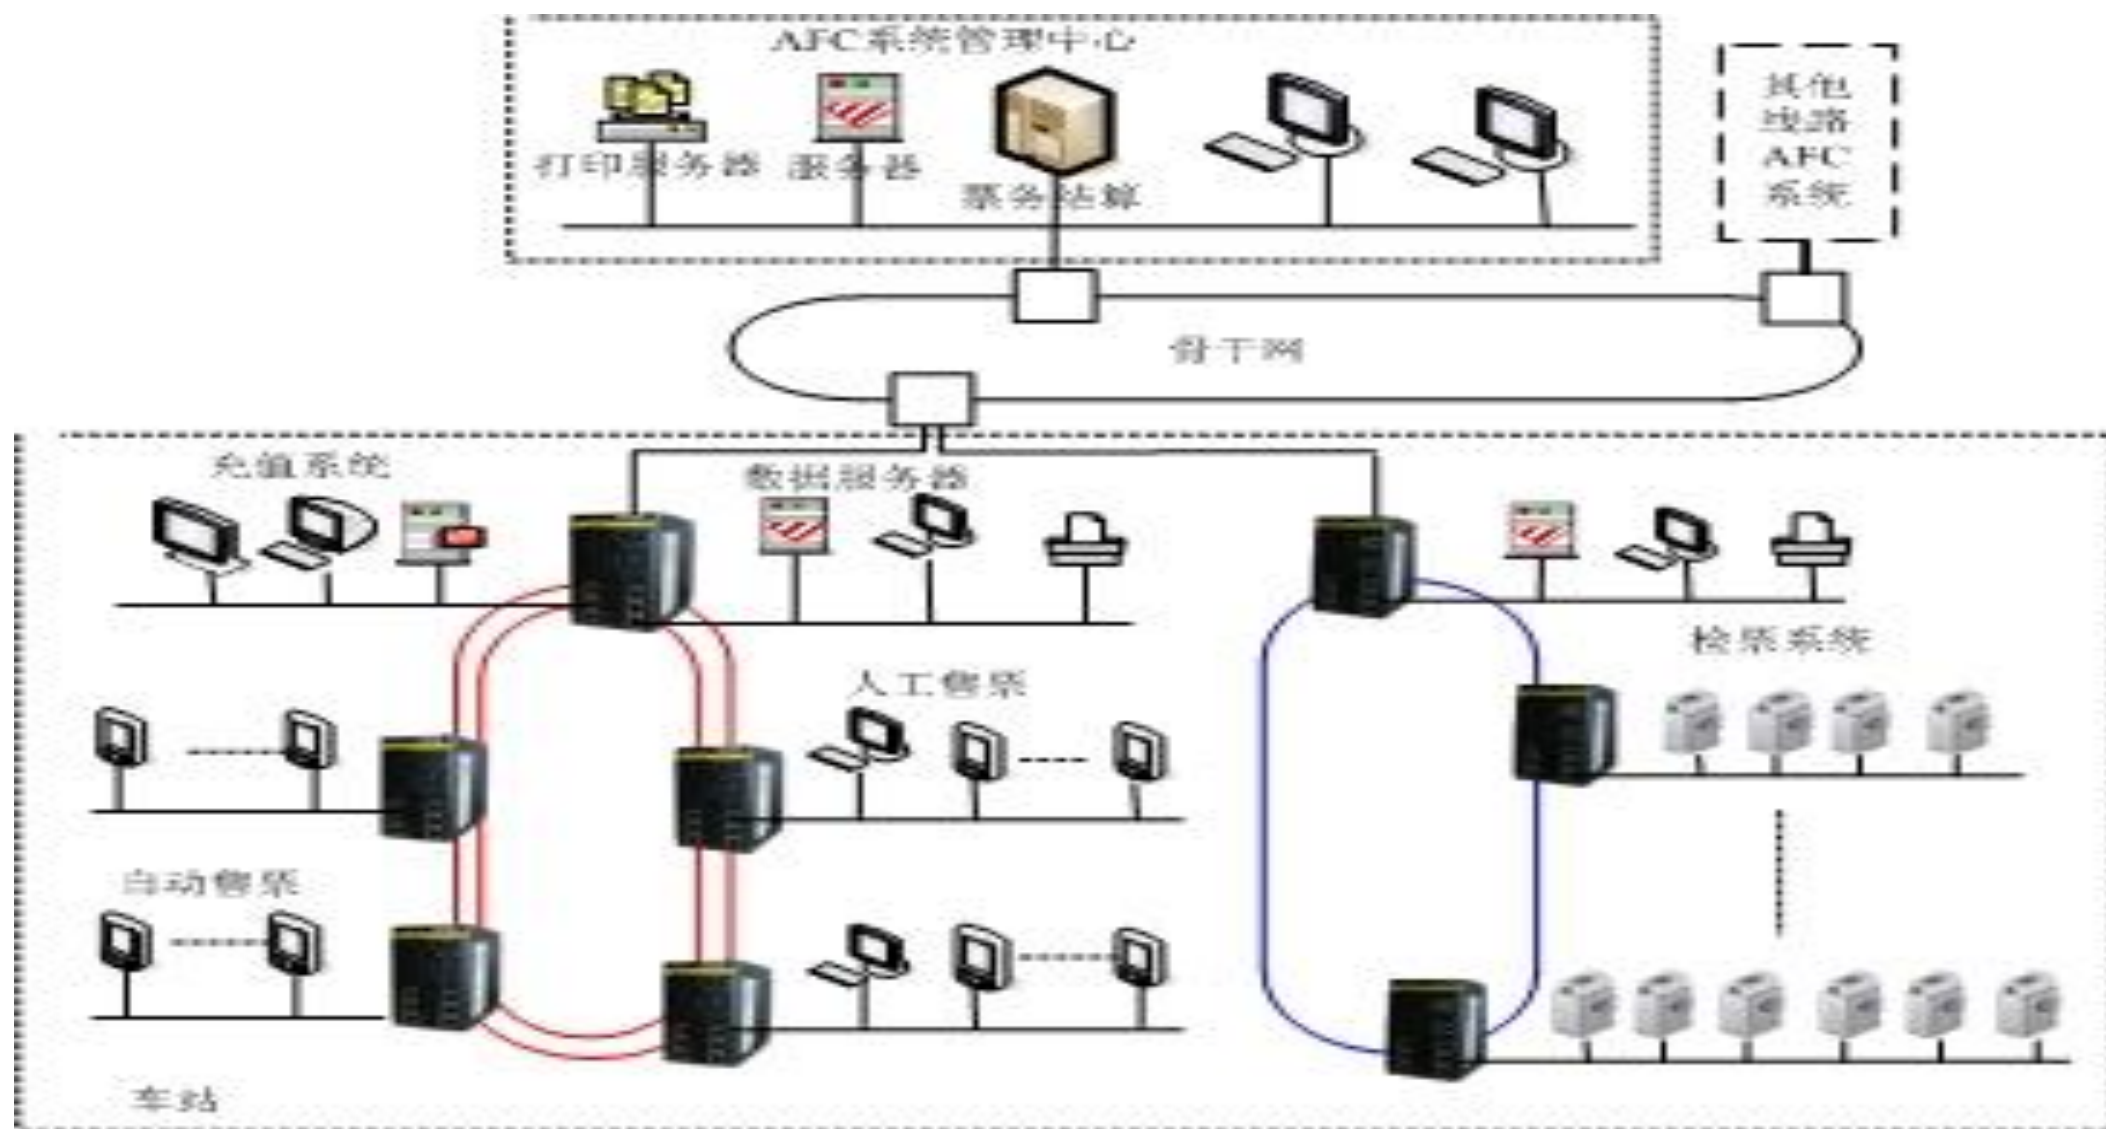 AFC系统管理中心
打印服务器
服务器
票务结算
其他
线路
AFC
系统
骨干网
充值系统
数据服务器
检票系统
人工售票
自动售票
车站